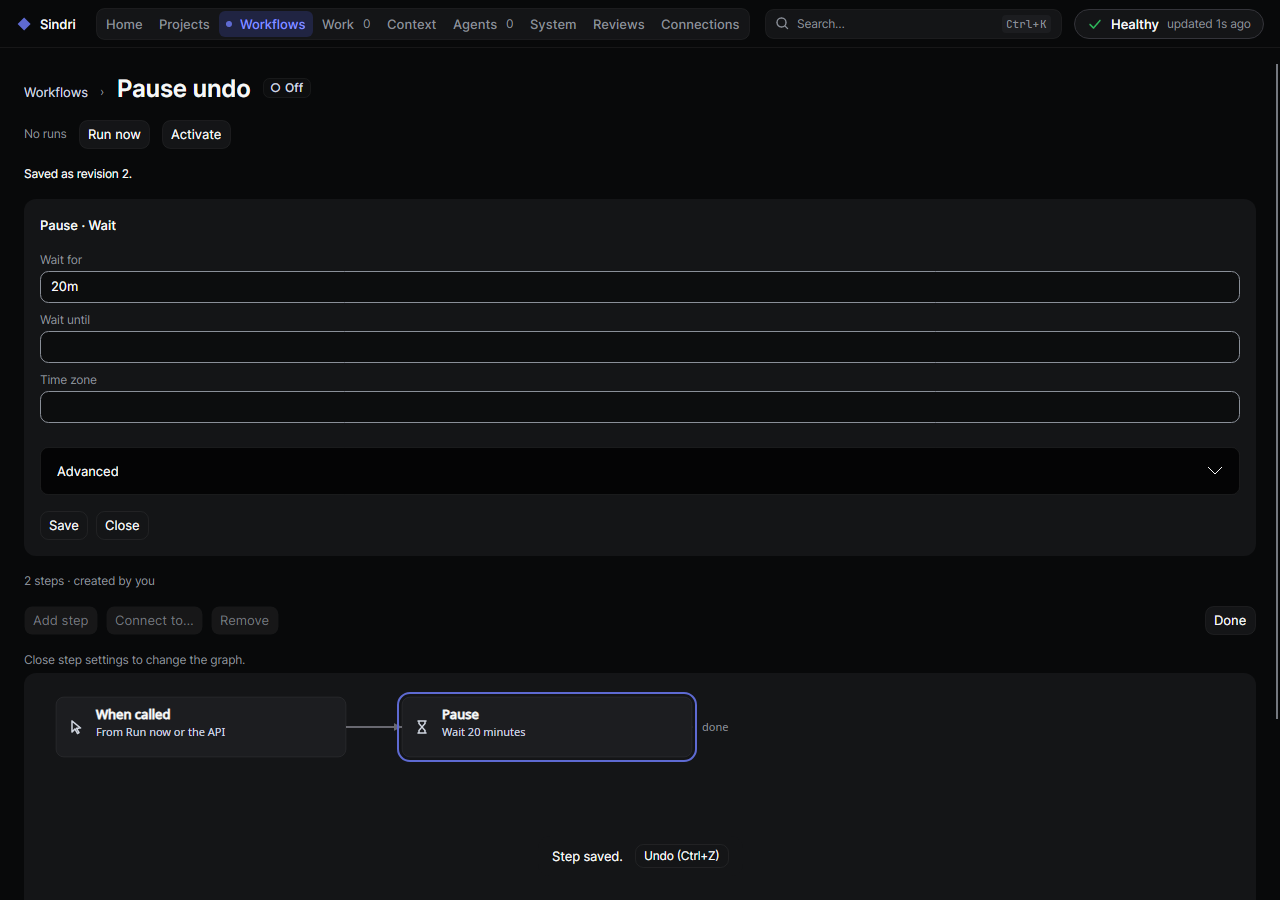 Sindri
Home Projects Workflows Work 0 Context Agents 0 System Reviews Connections
Search... Ctrl+K
Healthy updated 1s ago
Workflows › Pause undo Off
No runs Run now Activate
Saved as revision 2.
Pause · Wait
Wait for
20m
Wait until
Time zone
Advanced
Save Close
2 steps · created by you
Add step Connect to... Remove Done
Close step settings to change the graph.
When called
From Run now or the API
Pause
Wait 20 minutes
done
Step saved. Undo (Ctrl+Z)